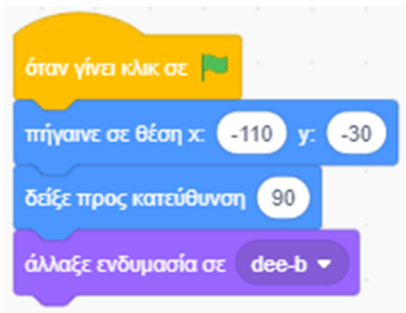 όταν γίνει κλικ σε
πήγαινε σε θέση x: -110 y: -30
δείξε προς κατεύθυνση 90
άλλαξε ενδυμασία σε dee-b